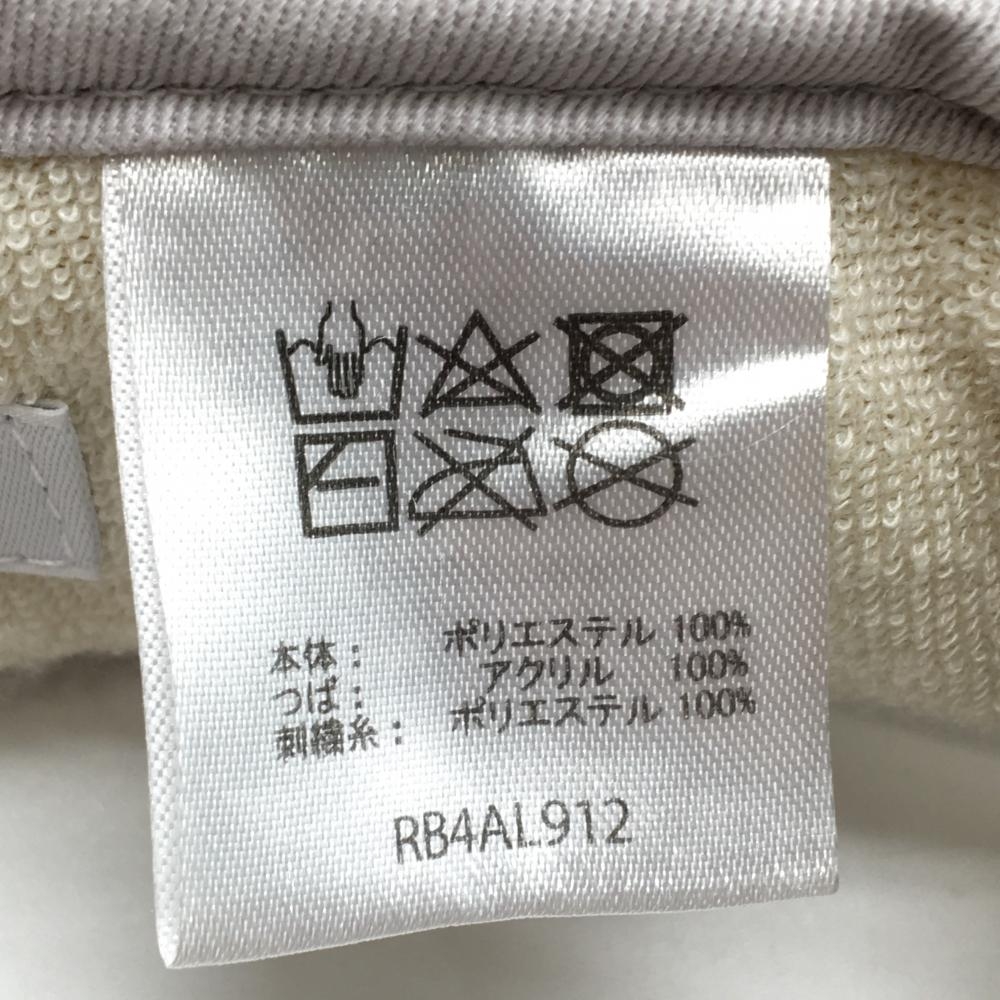 本体： ポリエステル 100%
つば： アクリル 100%
刺繍糸： ポリエステル 100%
RB4AL912